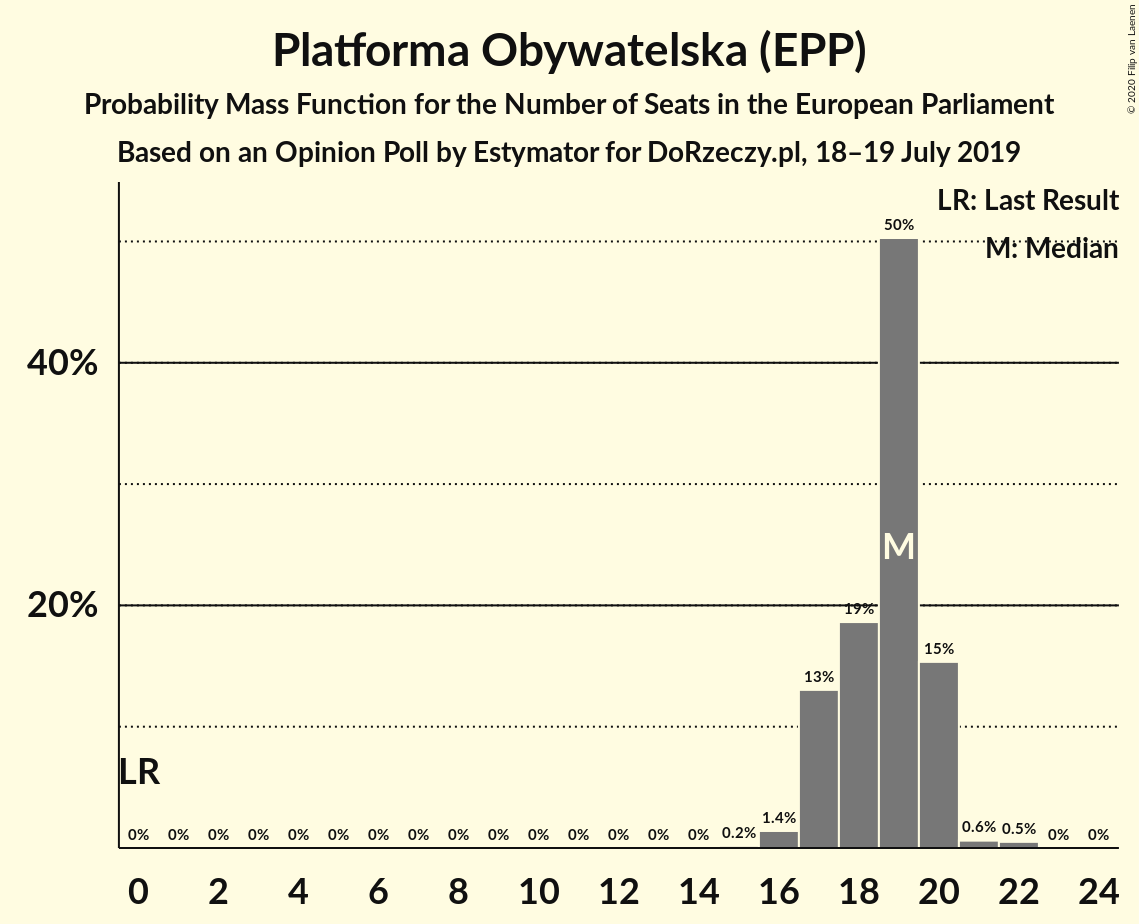 Platforma Obywatelska (EPP)
Probability Mass Function for the Number of Seats in the European Parliament
Based on an Opinion Poll by Estymator for DoRzeczy.pl, 18–19 July 2019
© 2020 Filip van Laenen
LR: Last Result
M: Median
50%
40%
M
20%
19%
15%
13%
LR
0% 0% 0% 0% 0% 0% 0% 0% 0% 0% 0% 0% 0% 0% 0% 0.2% 1.4% 0.6% 0.5% 0% 0%
0 2 4 6 8 10 12 14 16 18 20 22 24